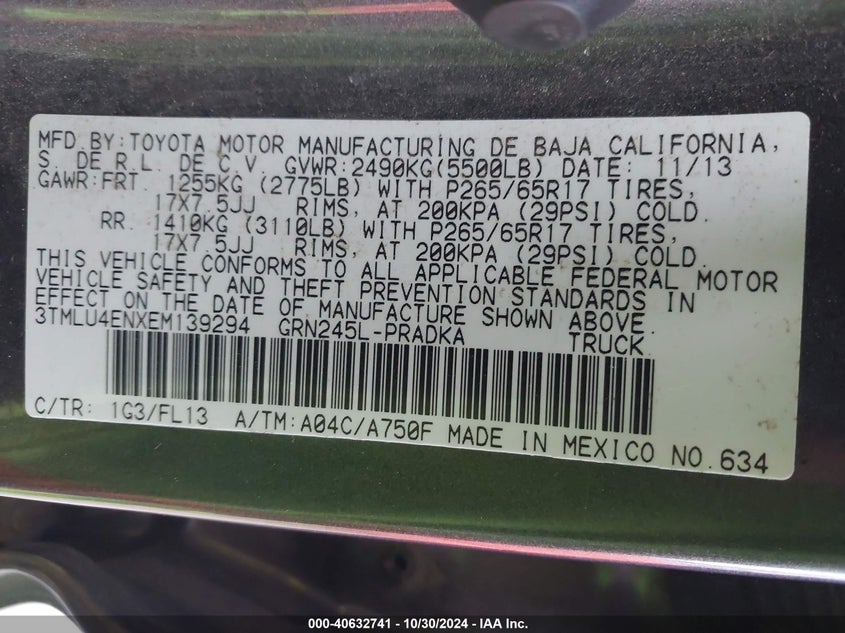 MFD.BY:TOYOTA MOTOR MANUFACTURING DE BAJA CALIFORNIA,
S. DE R.L. DE C.V. GVWR:2490KG(5500LB) DATE: 11/13
GAWR:FRT. 1255KG (2775LB) WITH P265/65R17 TIRES,
17X7.5JJ RIMS, AT 200KPA (29PSI) COLD.
RR. 1410KG (3110LB) WITH P265/65R17 TIRES,
17X7.5JJ RIMS, AT 200KPA (29PSI) COLD.
THIS VEHICLE CONFORMS TO ALL APPLICABLE FEDERAL MOTOR
VEHICLE SAFETY AND THEFT PREVENTION STANDARDS IN
EFFECT ON THE DATE OF MANUFACTURE SHOWN ABOVE.
3TMLU4ENXEM139294 GRN245L-PRADKA TRUCK
C/TR: 1G3/FL13 A/TM:A04C/A750F MADE IN MEXICO NO.634
000-40632741 - 10/30/2024 - IAA Inc.